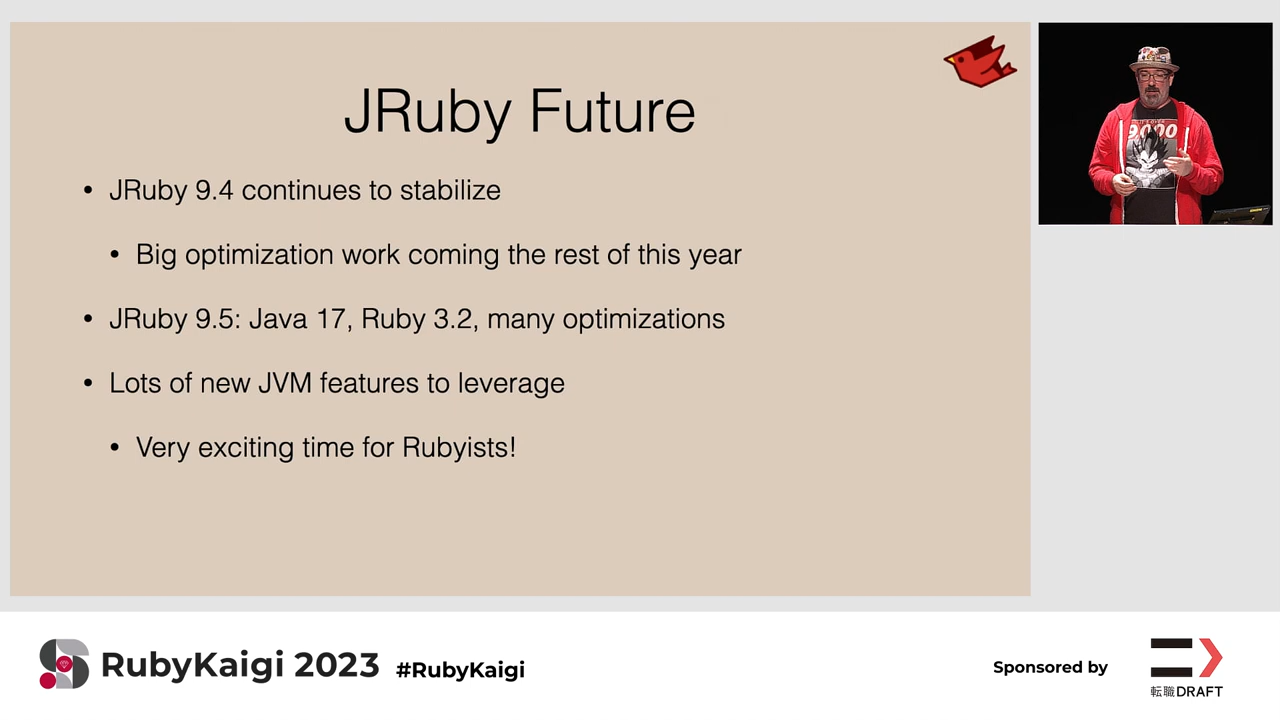 JRuby Future
• JRuby 9.4 continues to stabilize
• Big optimization work coming the rest of this year
• JRuby 9.5: Java 17, Ruby 3.2, many optimizations
• Lots of new JVM features to leverage
• Very exciting time for Rubyists!
9000
RubyKaigi 2023 #RubyKaigi
Sponsored by
転職DRAFT